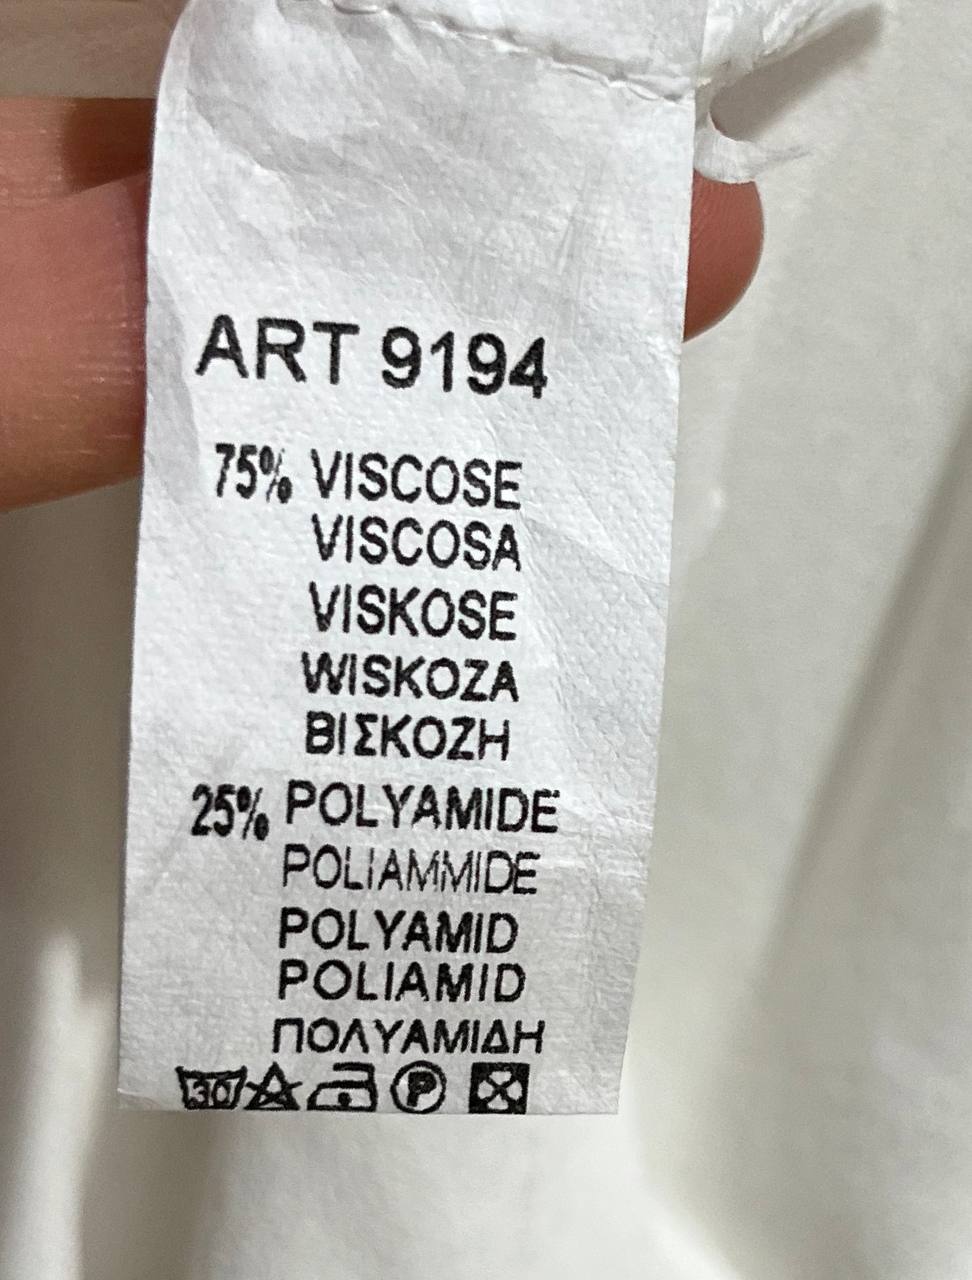 ART 9194
75% VISCOSE
VISCOSA
VISKOSE
WISKOZA
ΒΙΣΚΟΖΗ
25% POLYAMIDE
POLIAMMIDE
POLYAMID
POLIAMID
ΠΟΛΥΑΜΙΔΗ
30 P